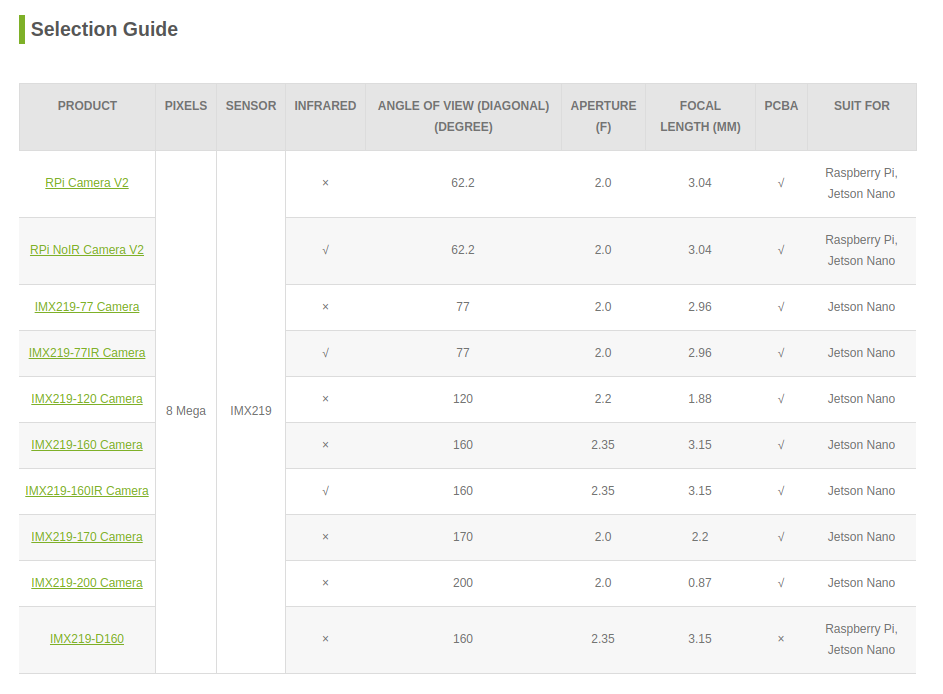 Selection Guide
PRODUCT PIXELS SENSOR INFRARED ANGLE OF VIEW (DIAGONAL) (DEGREE) APERTURE (F) FOCAL LENGTH (MM) PCBA SUIT FOR
RPi Camera V2 8 Mega IMX219 × 62.2 2.0 3.04 √ Raspberry Pi, Jetson Nano
RPi NoIR Camera V2 √ 62.2 2.0 3.04 √ Raspberry Pi, Jetson Nano
IMX219-77 Camera × 77 2.0 2.96 √ Jetson Nano
IMX219-77IR Camera √ 77 2.0 2.96 √ Jetson Nano
IMX219-120 Camera × 120 2.2 1.88 √ Jetson Nano
IMX219-160 Camera × 160 2.35 3.15 √ Jetson Nano
IMX219-160IR Camera √ 160 2.35 3.15 √ Jetson Nano
IMX219-170 Camera × 170 2.0 2.2 √ Jetson Nano
IMX219-200 Camera × 200 2.0 0.87 √ Jetson Nano
IMX219-D160 × 160 2.35 3.15 × Raspberry Pi, Jetson Nano